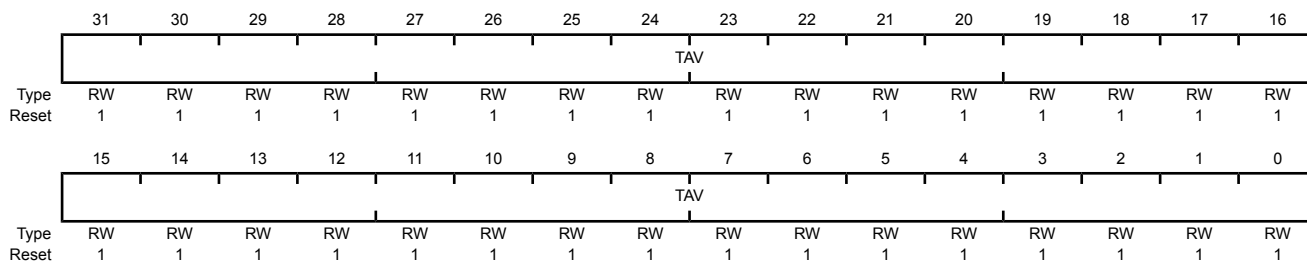 31 30 29 28 27 26 25 24 23 22 21 20 19 18 17 16
TAV
Type RW RW RW RW RW RW RW RW RW RW RW RW RW RW RW RW
Reset 1 1 1 1 1 1 1 1 1 1 1 1 1 1 1 1
15 14 13 12 11 10 9 8 7 6 5 4 3 2 1 0
TAV
Type RW RW RW RW RW RW RW RW RW RW RW RW RW RW RW RW
Reset 1 1 1 1 1 1 1 1 1 1 1 1 1 1 1 1